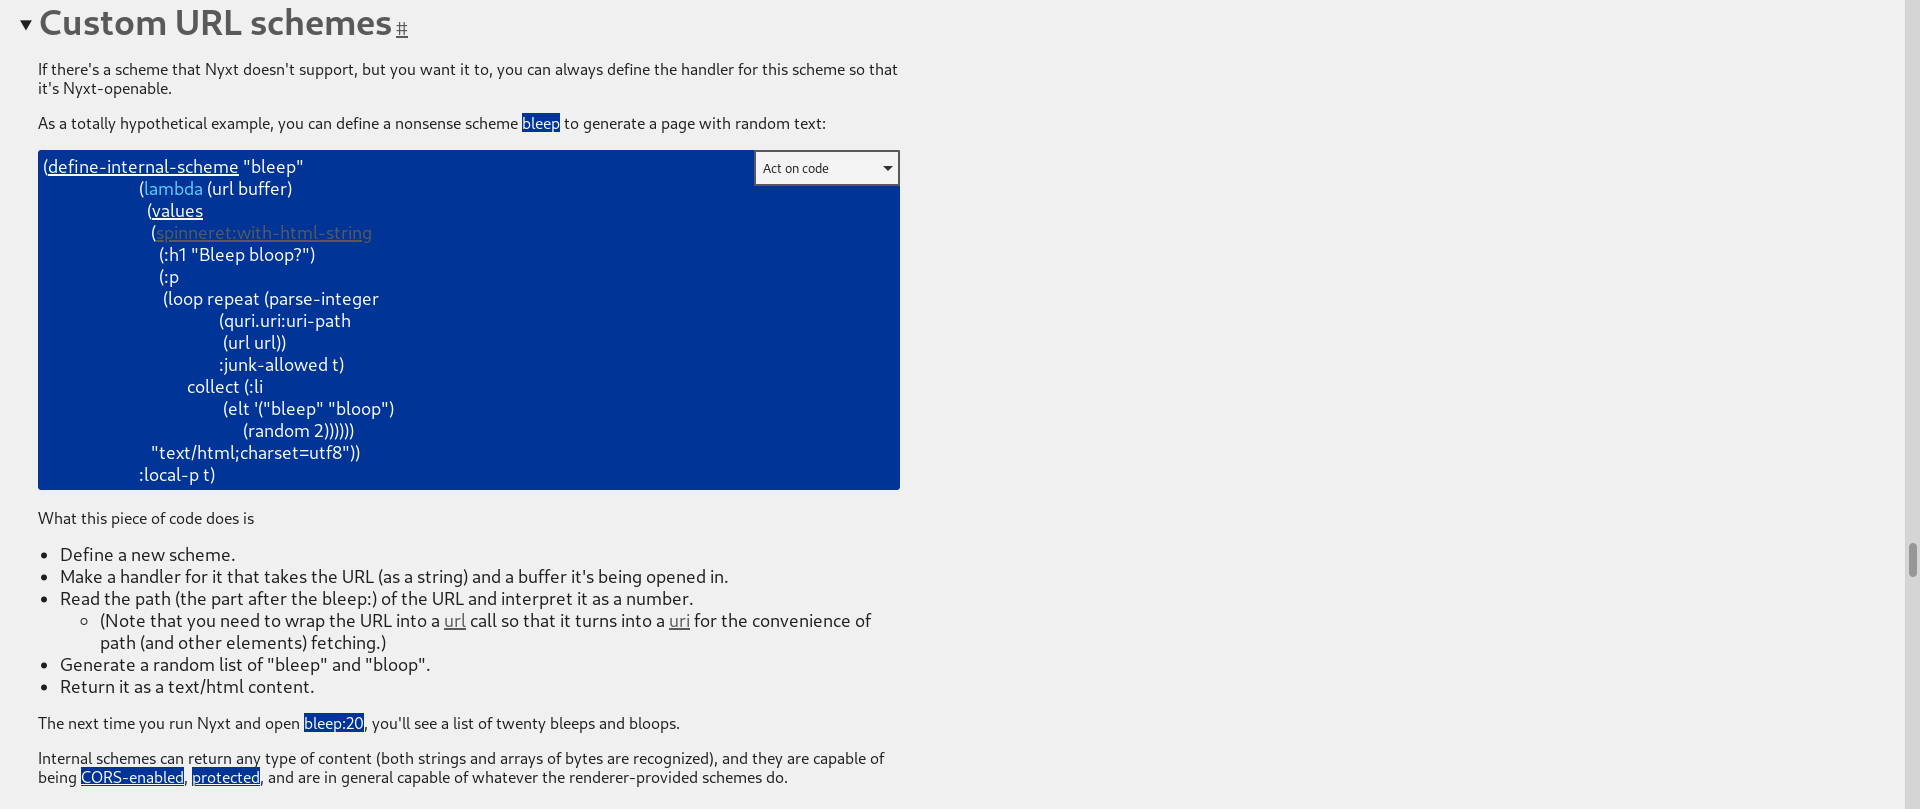 ▼ Custom URL schemes #
If there's a scheme that Nyxt doesn't support, but you want it to, you can always define the handler for this scheme so that
it's Nyxt-openable.
As a totally hypothetical example, you can define a nonsense scheme bleep to generate a page with random text:
Act on code
(define-internal-scheme "bleep"
(lambda (url buffer)
(values
(spinneret:with-html-string
(:h1 "Bleep bloop?")
(:p
(loop repeat (parse-integer
(quri.uri:uri-path
(url url))
:junk-allowed t)
collect (:li
(elt '("bleep" "bloop")
(random 2))))))
"text/html;charset=utf8"))
:local-p t)
What this piece of code does is
• Define a new scheme.
• Make a handler for it that takes the URL (as a string) and a buffer it's being opened in.
• Read the path (the part after the bleep:) of the URL and interpret it as a number.
◦ (Note that you need to wrap the URL into a url call so that it turns into a uri for the convenience of
path (and other elements) fetching.)
• Generate a random list of "bleep" and "bloop".
• Return it as a text/html content.
The next time you run Nyxt and open bleep:20, you'll see a list of twenty bleeps and bloops.
Internal schemes can return any type of content (both strings and arrays of bytes are recognized), and they are capable of
being CORS-enabled, protected, and are in general capable of whatever the renderer-provided schemes do.